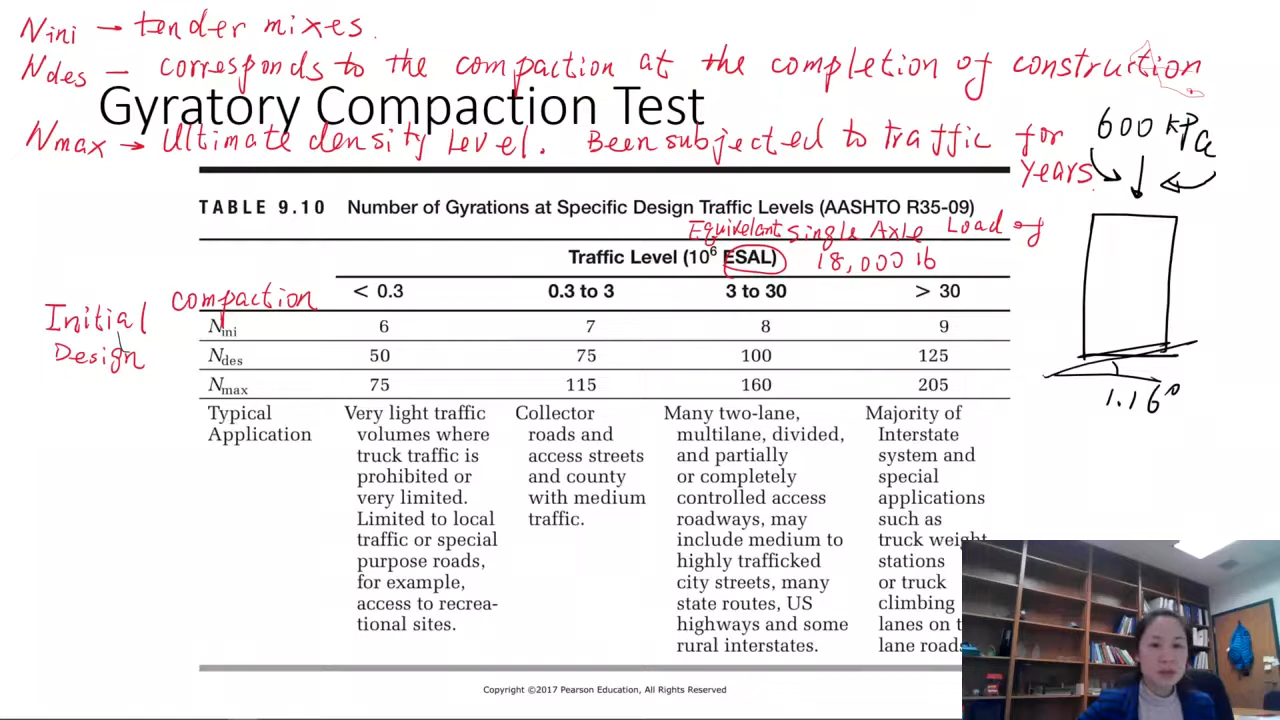 Nini → tender mixes.
Ndes — corresponds to the compaction at the completion of construction
Gyratory Compaction Test
Nmax → Ultimate density Level. Been subjected to traffic for
years.
600 kPa
TABLE 9.10 Number of Gyrations at Specific Design Traffic Levels (AASHTO R35-09)
Equivelant Single Axle Load of
Traffic Level (10⁶ ESAL) 18,000 lb
< 0.3 0.3 to 3 3 to 30 > 30
Initial compaction
Nini 6 7 8 9
Design
Ndes 50 75 100 125
Nmax 75 115 160 205
1.16°
Typical Application
Very light traffic
volumes where
truck traffic is
prohibited or
very limited.
Limited to local
traffic or special
purpose roads,
for example,
access to recrea-
tional sites.
Collector
roads and
access streets
and county
with medium
traffic.
Many two-lane,
multilane, divided,
and partially
or completely
controlled access
roadways, may
include medium to
highly trafficked
city streets, many
state routes, US
highways and some
rural interstates.
Majority of
Interstate
system and
special
applications
such as
truck weight
stations
or truck
climbing
lanes on
lane road
Copyright ©2017 Pearson Education, All Rights Reserved